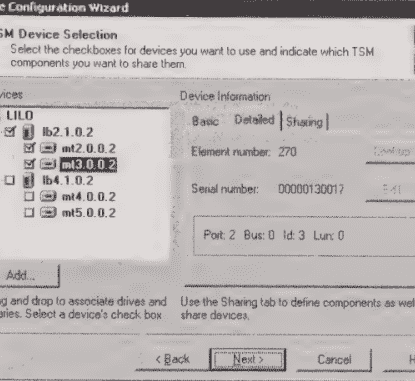 e Configuration Wizard
SM Device Selection
Select the checkboxes for devices you want to use and indicate which TSM
components you want to share them.
vices
Device Information
LILO
lb2.1.0.2
mt2.0.0.2
mt3.0.0.2
lb4.1.0.2
mt4.0.0.2
mt5.0.0.2
Basic Detailed Sharing
Element number: 270
Serial number: 0000013001?
Edit
Port: 2 Bus: 0 Id: 3 Lun: 0
Add...
g and drop to associate drives and
aries. Select a device's check box
Use the Sharing tab to define components as wel
share devices.
< Back Next > Cancel H